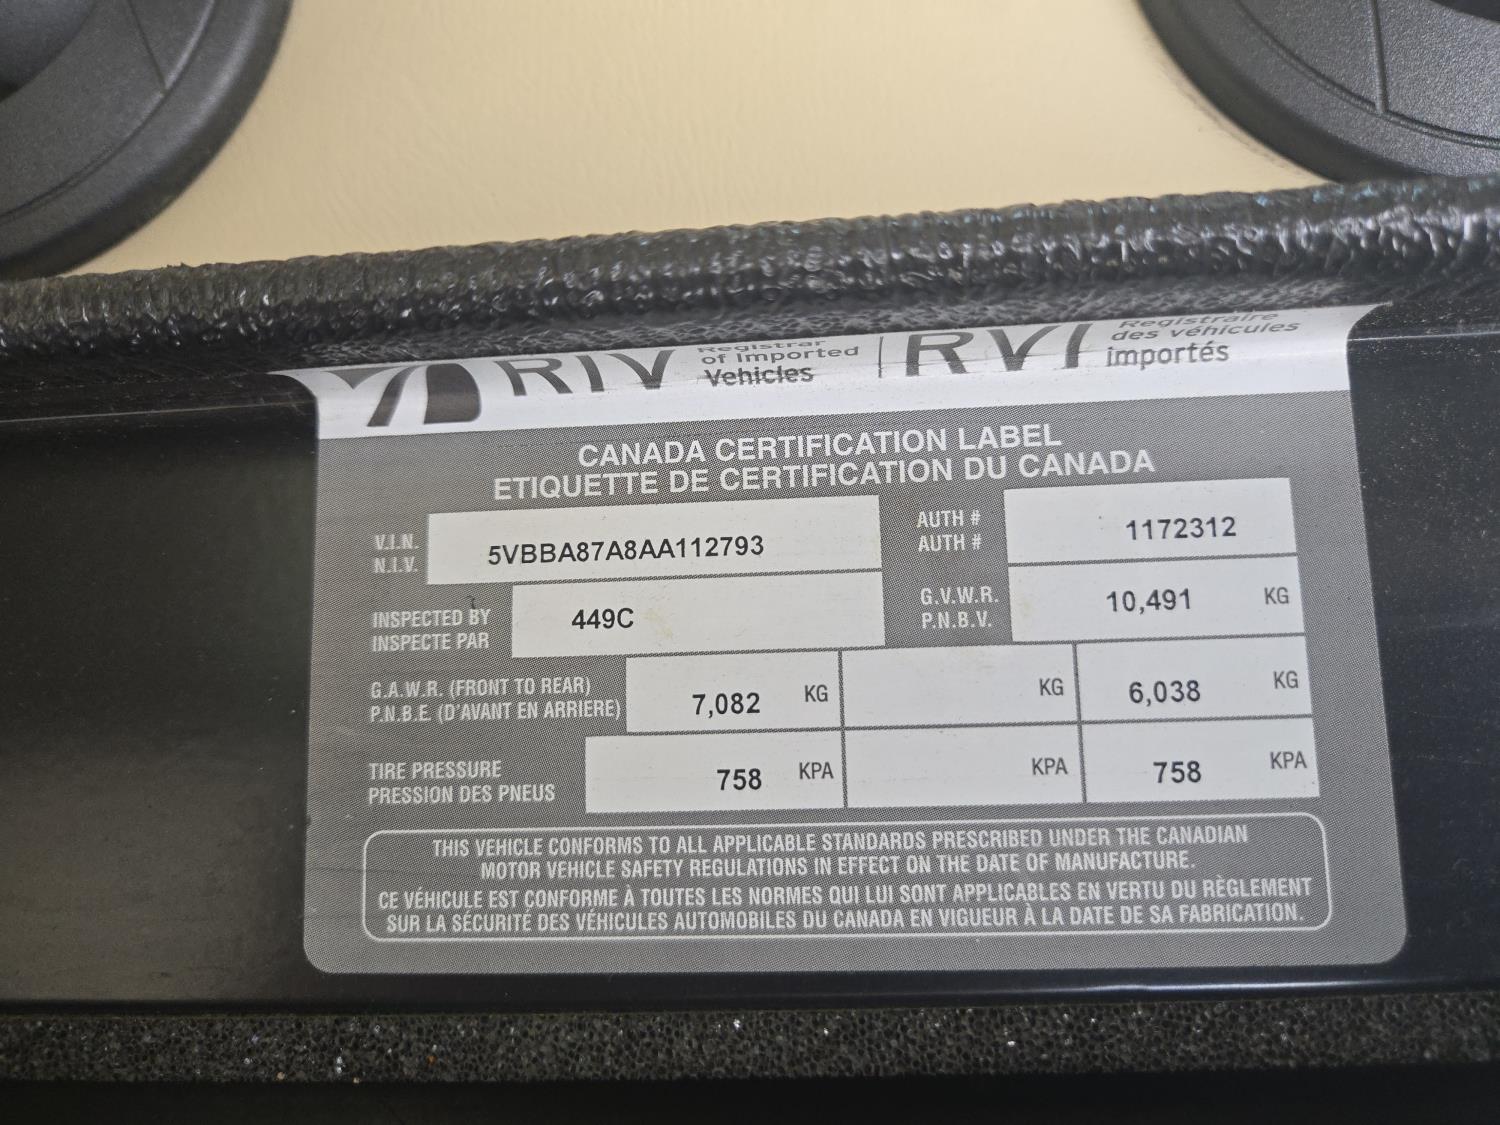 RIV Registrar of Imported Vehicles | RVI Registraire des véhicules importés
CANADA CERTIFICATION LABEL
ETIQUETTE DE CERTIFICATION DU CANADA
V.I.N.
N.I.V.
5VBBA87A8AA112793
AUTH #
AUTH #
1172312
INSPECTED BY
INSPECTE PAR
449C
G.V.W.R.
P.N.B.V.
10,491 KG
G.A.W.R. (FRONT TO REAR)
P.N.B.E. (D'AVANT EN ARRIERE)
7,082 KG
KG
6,038 KG
TIRE PRESSURE
PRESSION DES PNEUS
758 KPA
KPA
758 KPA
THIS VEHICLE CONFORMS TO ALL APPLICABLE STANDARDS PRESCRIBED UNDER THE CANADIAN
MOTOR VEHICLE SAFETY REGULATIONS IN EFFECT ON THE DATE OF MANUFACTURE.
CE VÉHICULE EST CONFORME À TOUTES LES NORMES QUI LUI SONT APPLICABLES EN VERTU DU RÈGLEMENT
SUR LA SÉCURITÉ DES VÉHICULES AUTOMOBILES DU CANADA EN VIGUEUR À LA DATE DE SA FABRICATION.